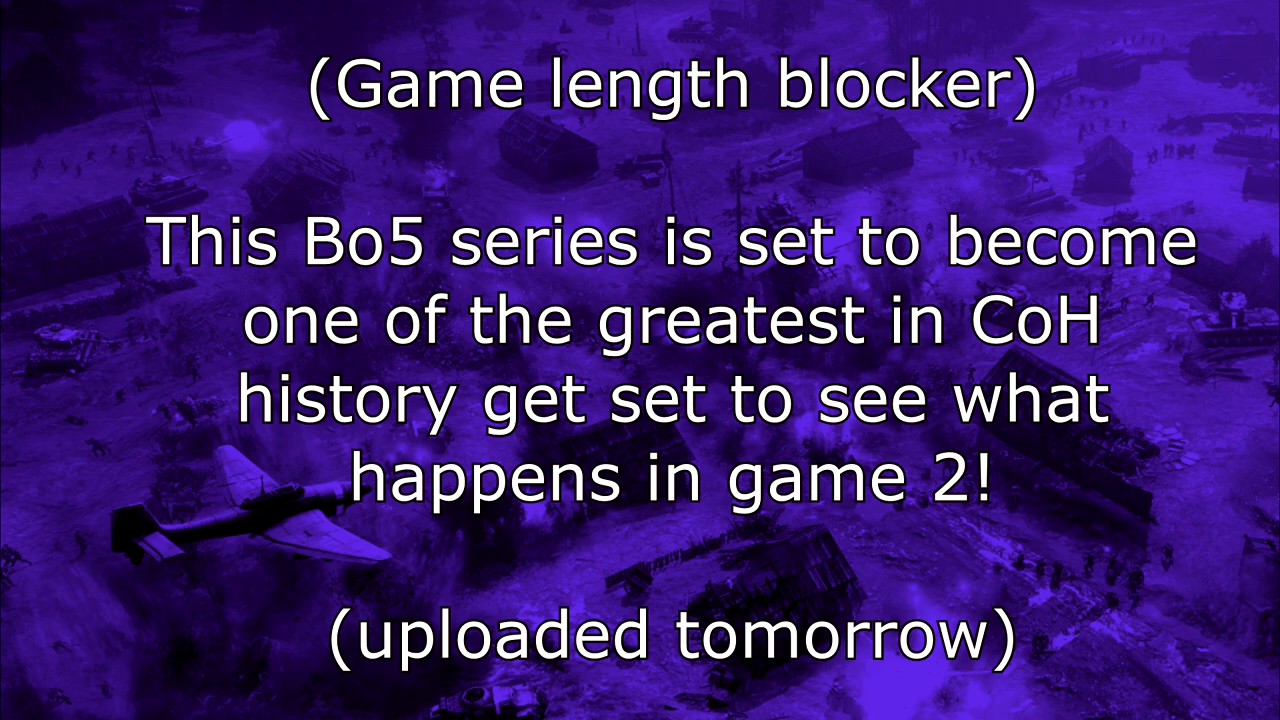 (Game length blocker)
This Bo5 series is set to become
one of the greatest in CoH
history get set to see what
happens in game 2!
(uploaded tomorrow)